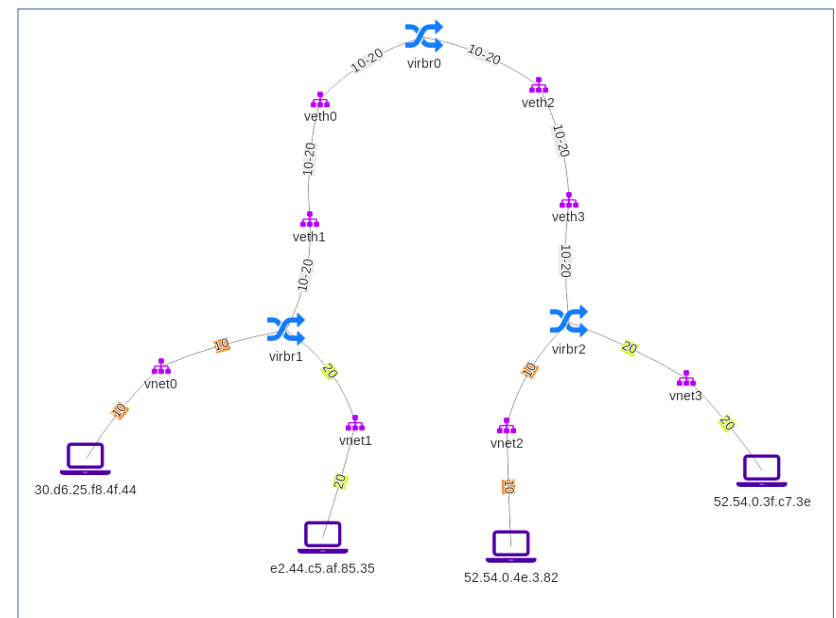 virbr0
10-20
10-20
veth0
veth2
10-20
10-20
veth1
veth3
10-20
10-20
virbr1
virbr2
10
20
10
20
vnet0
vnet1
vnet2
vnet3
10
20
10
20
30.d6.25.f8.4f.44
e2.44.c5.af.85.35
52.54.0.4e.3.82
52.54.0.3f.c7.3e